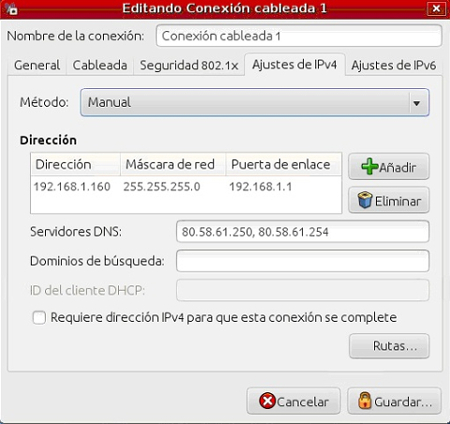 Editando Conexión cableada 1
Nombre de la conexión: Conexión cableada 1
General Cableada Seguridad 802.1x Ajustes de IPv4 Ajustes de IPv6
Método: Manual
Dirección
Dirección Máscara de red Puerta de enlace
192.168.1.160 255.255.255.0 192.168.1.1
Añadir
Eliminar
Servidores DNS: 80.58.61.250, 80.58.61.254
Dominios de búsqueda:
ID del cliente DHCP:
Requiere dirección IPv4 para que esta conexión se complete
Rutas...
Cancelar Guardar...